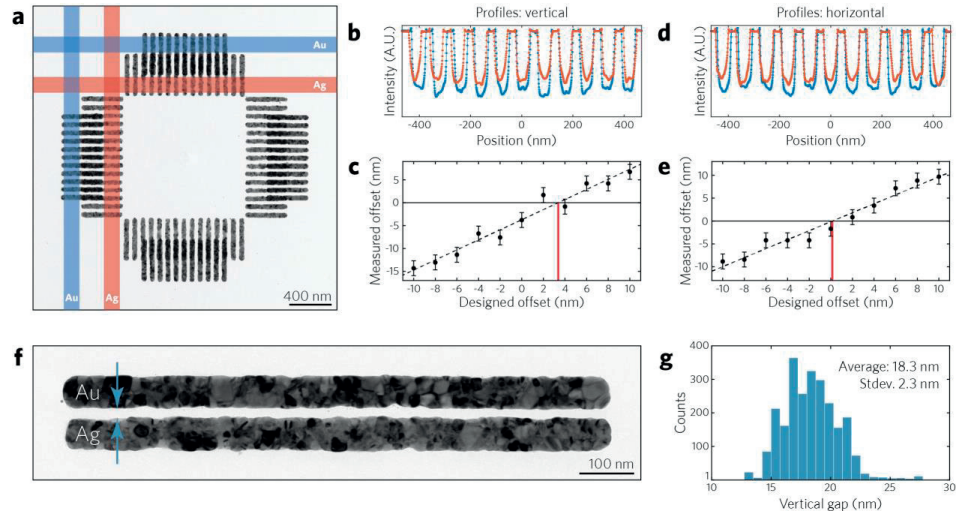 a
Au
Ag
Au
Ag
400 nm
b
Profiles: vertical
Intensity (A.U.)
-400
-200
0
200
400
Position (nm)
d
Profiles: horizontal
Intensity (A.U.)
-400
-200
0
200
400
Position (nm)
c
Measured offset (nm)
5
0
-5
-10
-15
-10
-8
-6
-4
-2
0
2
4
6
8
10
Designed offset (nm)
e
Measured offset (nm)
10
5
0
-5
-10
-10
-8
-6
-4
-2
0
2
4
6
8
10
Designed offset (nm)
f
Au
Ag
100 nm
g
Average: 18.3 nm
Stdev. 2.3 nm
Counts
400
300
200
100
1
10
15
20
25
30
Vertical gap (nm)